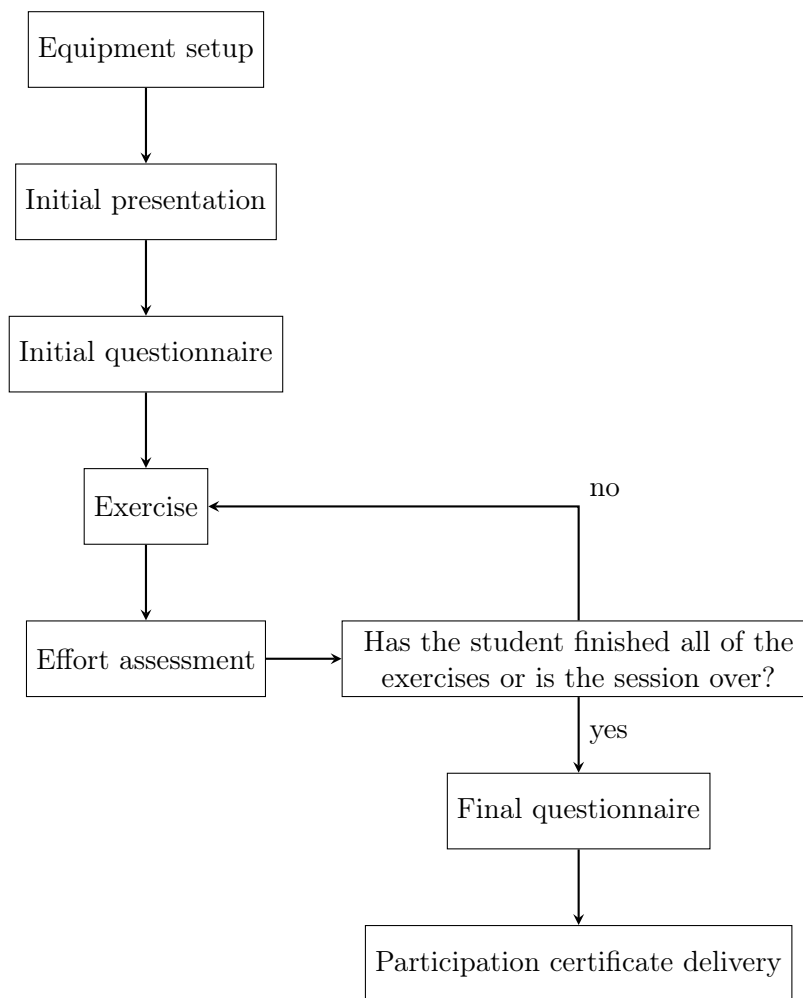 Equipment setup
Initial presentation
Initial questionnaire
Exercise
no
Effort assessment
Has the student finished all of the
exercises or is the session over?
yes
Final questionnaire
Participation certificate delivery